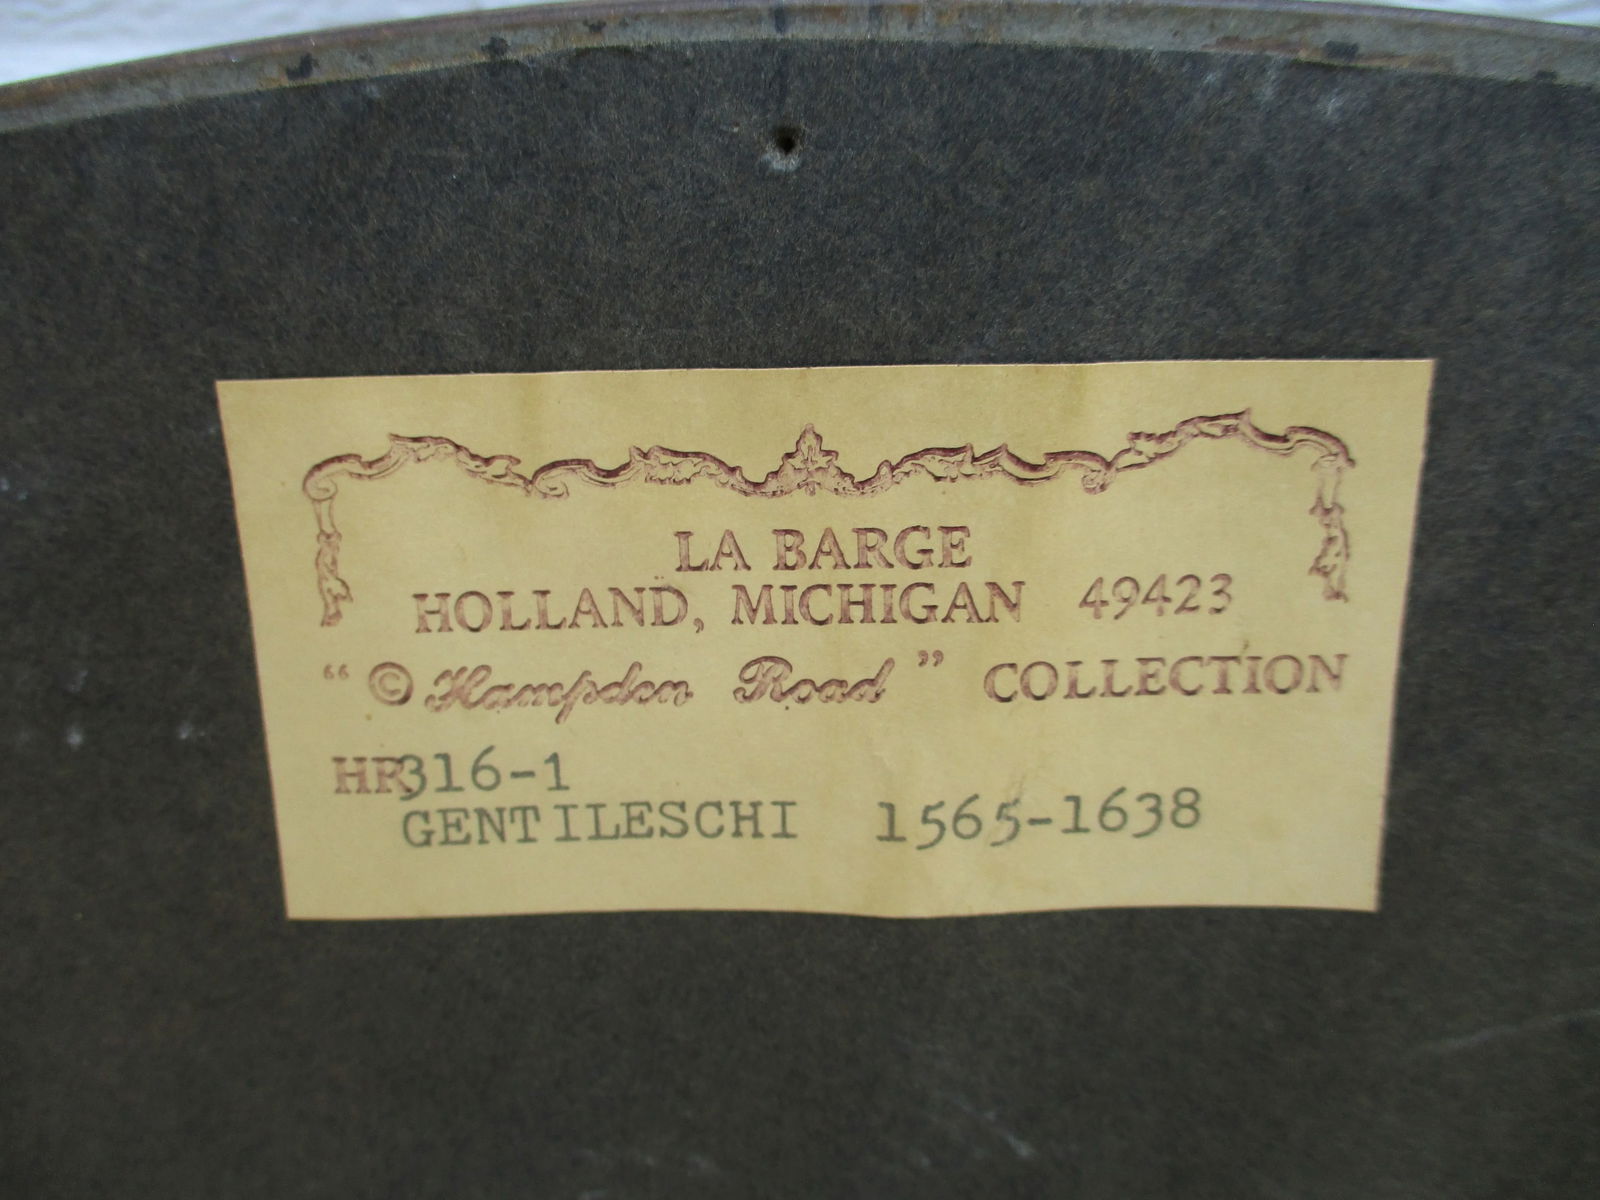 LA BARGE
HOLLAND, MICHIGAN 49423
“© Hampden Road” COLLECTION
HR316-1
GENTILESCHI 1565-1638